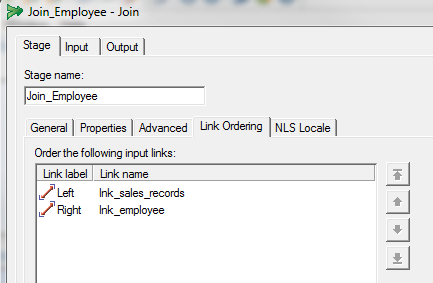 Join_Employee - Join
Stage Input Output
Stage name:
Join_Employee
General Properties Advanced Link Ordering NLS Locale
Order the following input links:
Link label Link name
Left lnk_sales_records
Right lnk_employee